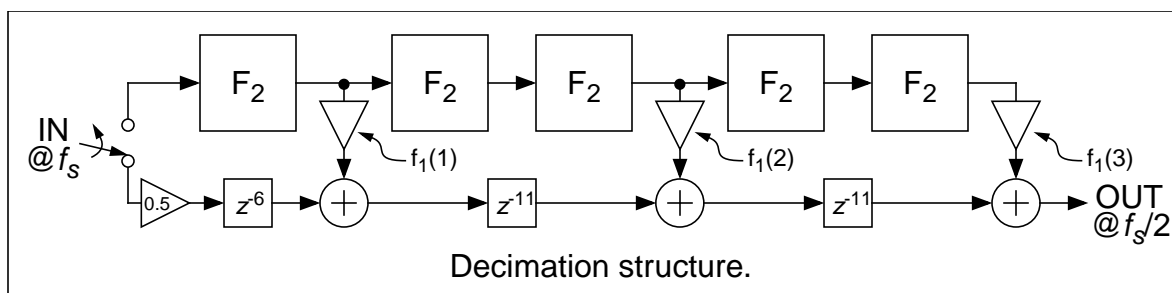 F2 F2 F2 F2 F2
IN
@fs
f1(1)
f1(2)
f1(3)
0.5
z-6
z-11
z-11
OUT
@fs/2
Decimation structure.